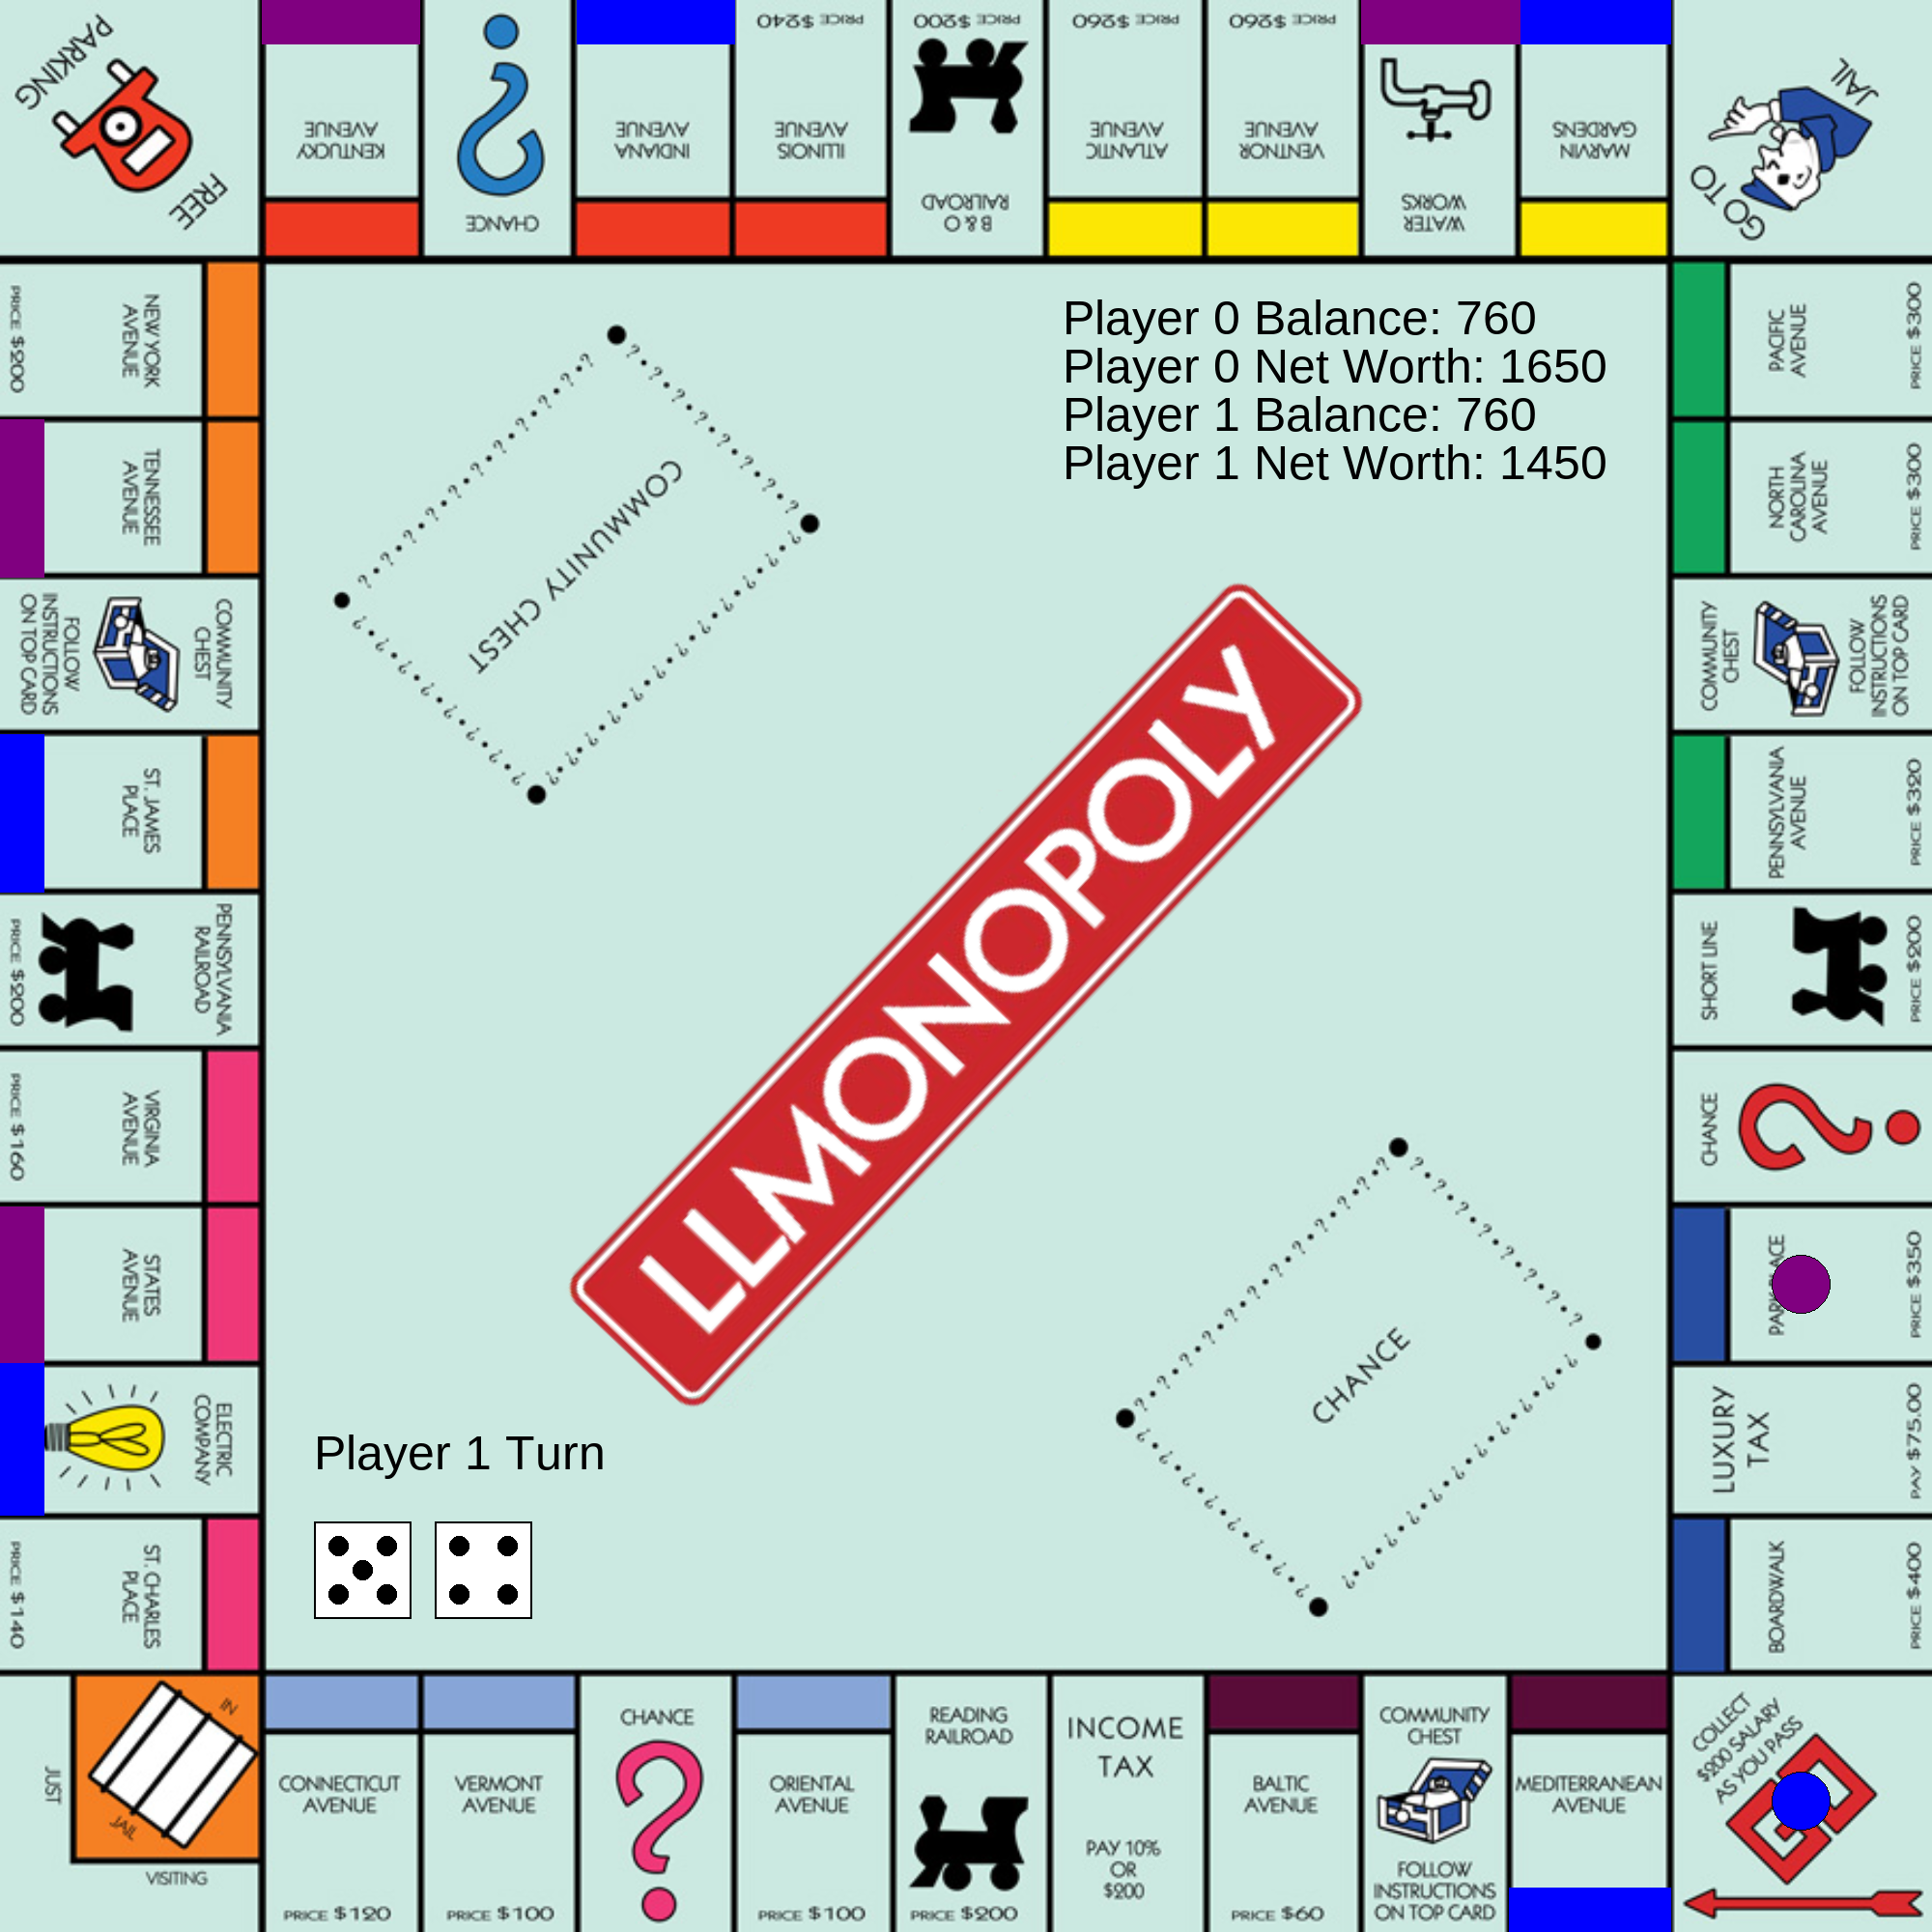 FREE
PARKING
KENTUCKY
AVENUE
CHANCE
INDIANA
AVENUE
ILLINOIS
AVENUE
PRICE $240
B & O
RAILROAD
PRICE $200
ATLANTIC
AVENUE
PRICE $260
VENTNOR
AVENUE
PRICE $260
WATER
WORKS
MARVIN
GARDENS
GO TO
JAIL
NEW YORK
AVENUE
PRICE $200
TENNESSEE
AVENUE
COMMUNITY
CHEST
FOLLOW
INSTRUCTIONS
ON TOP CARD
ST. JAMES
PLACE
PENNSYLVANIA
RAILROAD
PRICE $200
VIRGINIA
AVENUE
PRICE $160
STATES
AVENUE
ELECTRIC
COMPANY
ST. CHARLES
PLACE
PRICE $140
Player 0 Balance: 760
Player 0 Net Worth: 1650
Player 1 Balance: 760
Player 1 Net Worth: 1450
COMMUNITY CHEST
LLMONOPOLY
CHANCE
Player 1 Turn
PACIFIC
AVENUE
PRICE $300
NORTH
CAROLINA
AVENUE
PRICE $300
COMMUNITY
CHEST
FOLLOW
INSTRUCTIONS
ON TOP CARD
PENNSYLVANIA
AVENUE
PRICE $320
SHORT LINE
PRICE $200
CHANCE
PARK PLACE
PRICE $350
LUXURY
TAX
PAY $75.00
BOARDWALK
PRICE $400
JUST
VISITING
IN
JAIL
CONNECTICUT
AVENUE
PRICE $120
VERMONT
AVENUE
PRICE $100
CHANCE
ORIENTAL
AVENUE
PRICE $100
READING
RAILROAD
PRICE $200
INCOME
TAX
PAY 10%
OR
$200
BALTIC
AVENUE
PRICE $60
COMMUNITY
CHEST
FOLLOW
INSTRUCTIONS
ON TOP CARD
MEDITERRANEAN
AVENUE
COLLECT
$200 SALARY
AS YOU PASS